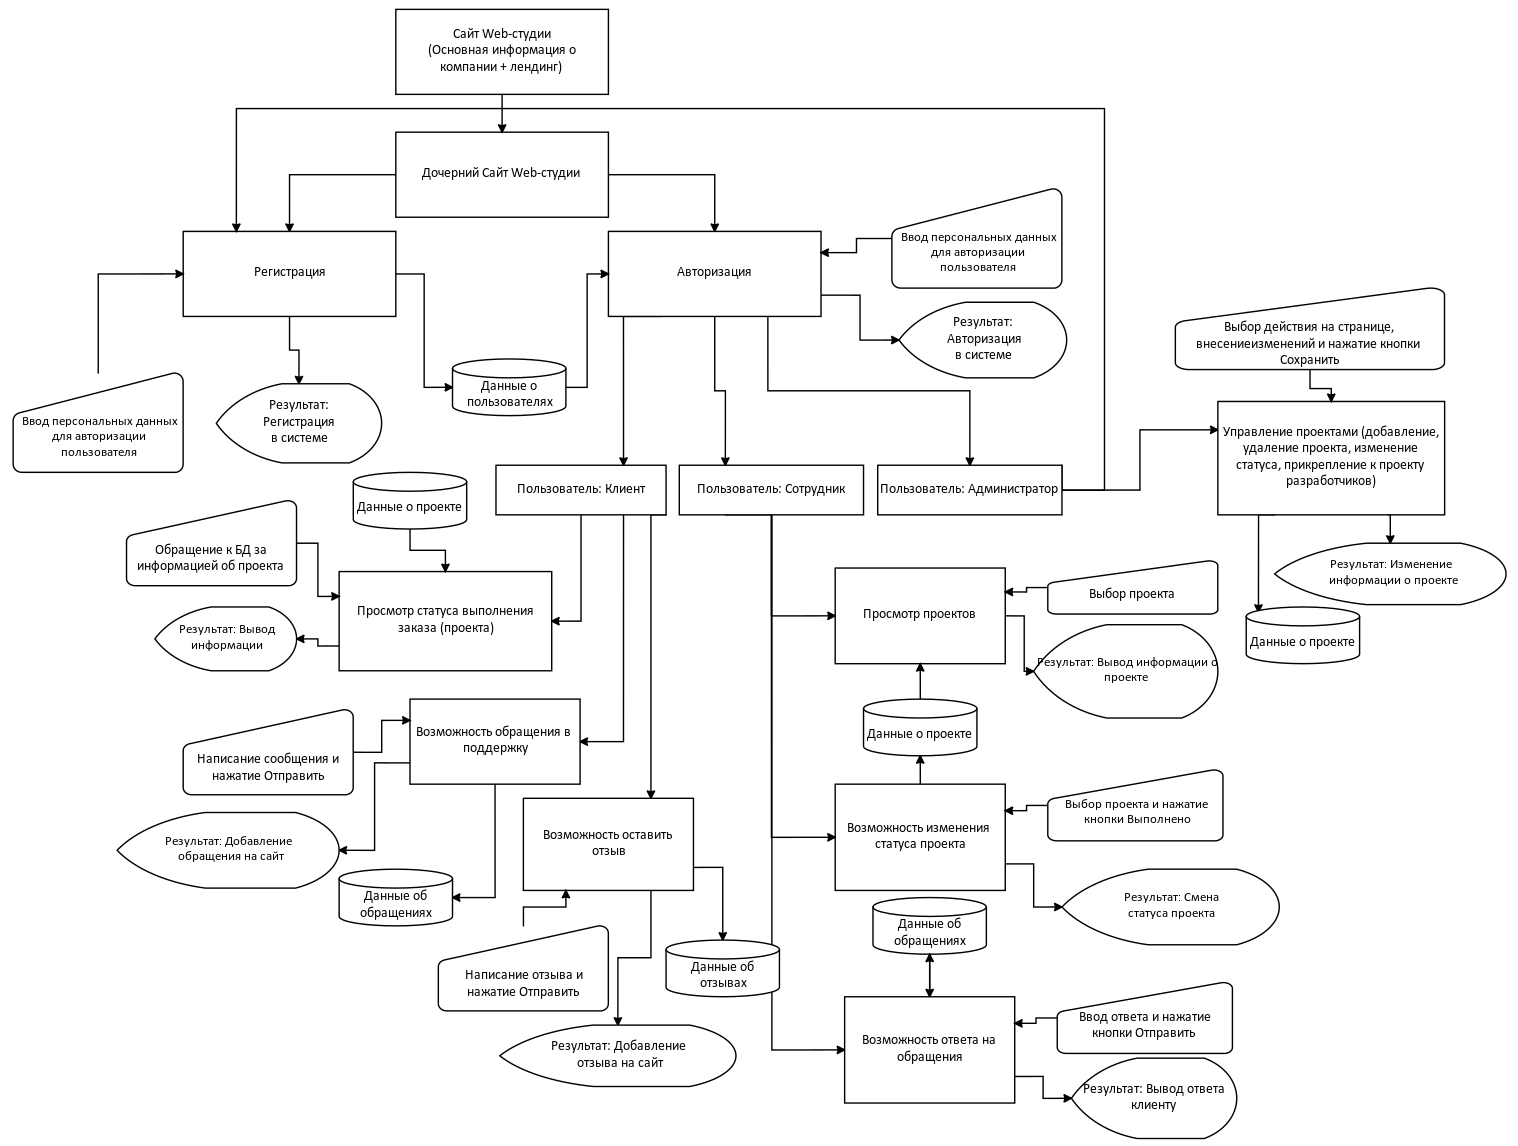 Сайт Web-студии
(Основная информация о
компании + лендинг)
Дочерний Сайт Web-студии
Регистрация
Авторизация
Ввод персональных данных
для авторизации
пользователя
Результат:
Авторизация
в системе
Выбор действия на странице,
внесениеизменений и нажатие кнопки
Сохранить
Данные о
пользователях
Ввод персональных данных
для авторизации
пользователя
Результат:
Регистрация
в системе
Управление проектами (добавление,
удаление проекта, изменение
статуса, прикрепление к проекту
разработчиков)
Пользователь: Клиент
Пользователь: Сотрудник
Пользователь: Администратор
Данные о проекте
Обращение к БД за
информацией об проекта
Просмотр статуса выполнения
заказа (проекта)
Результат: Вывод
информации
Просмотр проектов
Выбор проекта
Результат: Изменение
информации о проекте
Данные о проекте
Результат: Вывод информации о
проекте
Возможность обращения в
поддержку
Написание сообщения и
нажатие Отправить
Данные о проекте
Результат: Добавление
обращения на сайт
Возможность оставить
отзыв
Возможность изменения
статуса проекта
Выбор проекта и нажатие
кнопки Выполнено
Данные об
обращениях
Результат: Смена
статуса проекта
Данные об
обращениях
Написание отзыва и
нажатие Отправить
Данные об
отзывах
Результат: Добавление
отзыва на сайт
Возможность ответа на
обращения
Ввод ответа и нажатие
кнопки Отправить
Результат: Вывод ответа
клиенту